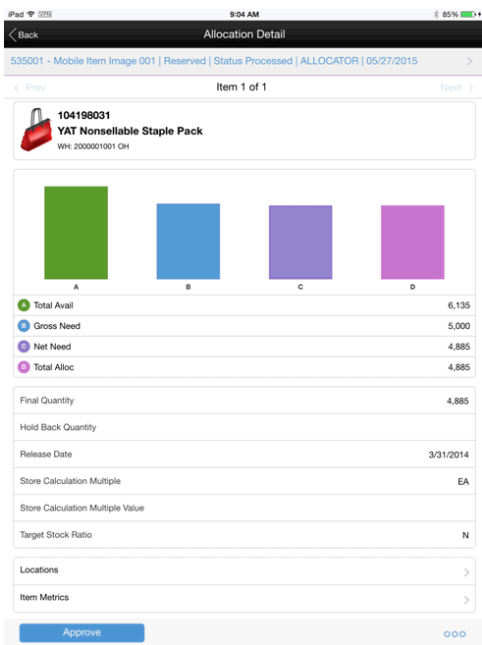 iPad VPN 9:04 AM 85%
Back Allocation Detail
535001 - Mobile Item Image 001 | Reserved | Status Processed | ALLOCATOR | 05/27/2015
Prev Item 1 of 1 Next
104198031
YAT Nonsellable Staple Pack
WH: 2000001001 OH
A B C D
A Total Avail 6,135
B Gross Need 5,000
C Net Need 4,885
D Total Alloc 4,885
Final Quantity 4,885
Hold Back Quantity
Release Date 3/31/2014
Store Calculation Multiple EA
Store Calculation Multiple Value
Target Stock Ratio N
Locations
Item Metrics
Approve